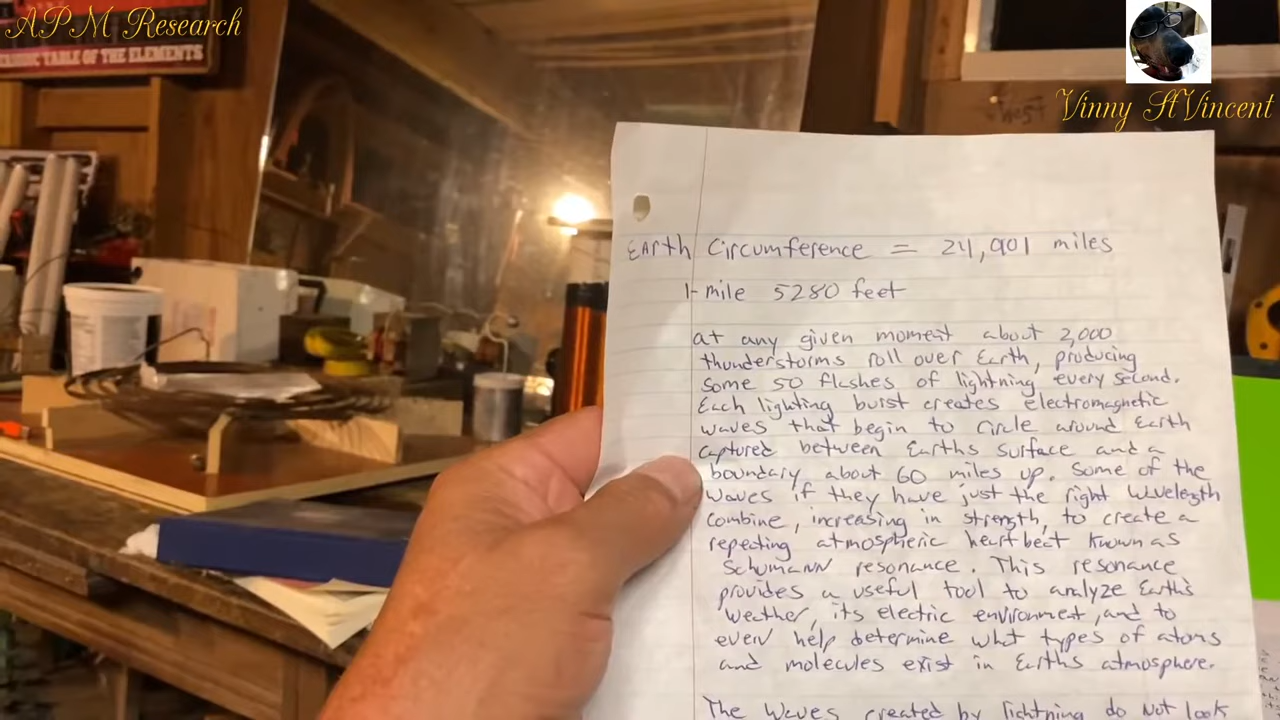 APM Research
PERIODIC TABLE OF THE ELEMENTS
Vinny StVincent
EARth Circumference = 24,901 miles
1 mile 5280 feet
at any given moment about 2,000
thunderstorms roll over Earth, producing
some 50 flashes of lightning every second.
Each lighting burst creates electromagnetic
waves that begin to circle around Earth
captured between Earths surface and a
boundary about 60 miles up. Some of the
waves if they have just the right wavelength
combine, increasing in strength, to create a
repeating atmospheric heartbeat known as
Schumann resonance. This resonance
provides a useful tool to analyze Earth's
weather, its electric environment, and to
even help determine what types of atoms
and molecules exist in Earths atmosphere.
The waves created by lightning do not look